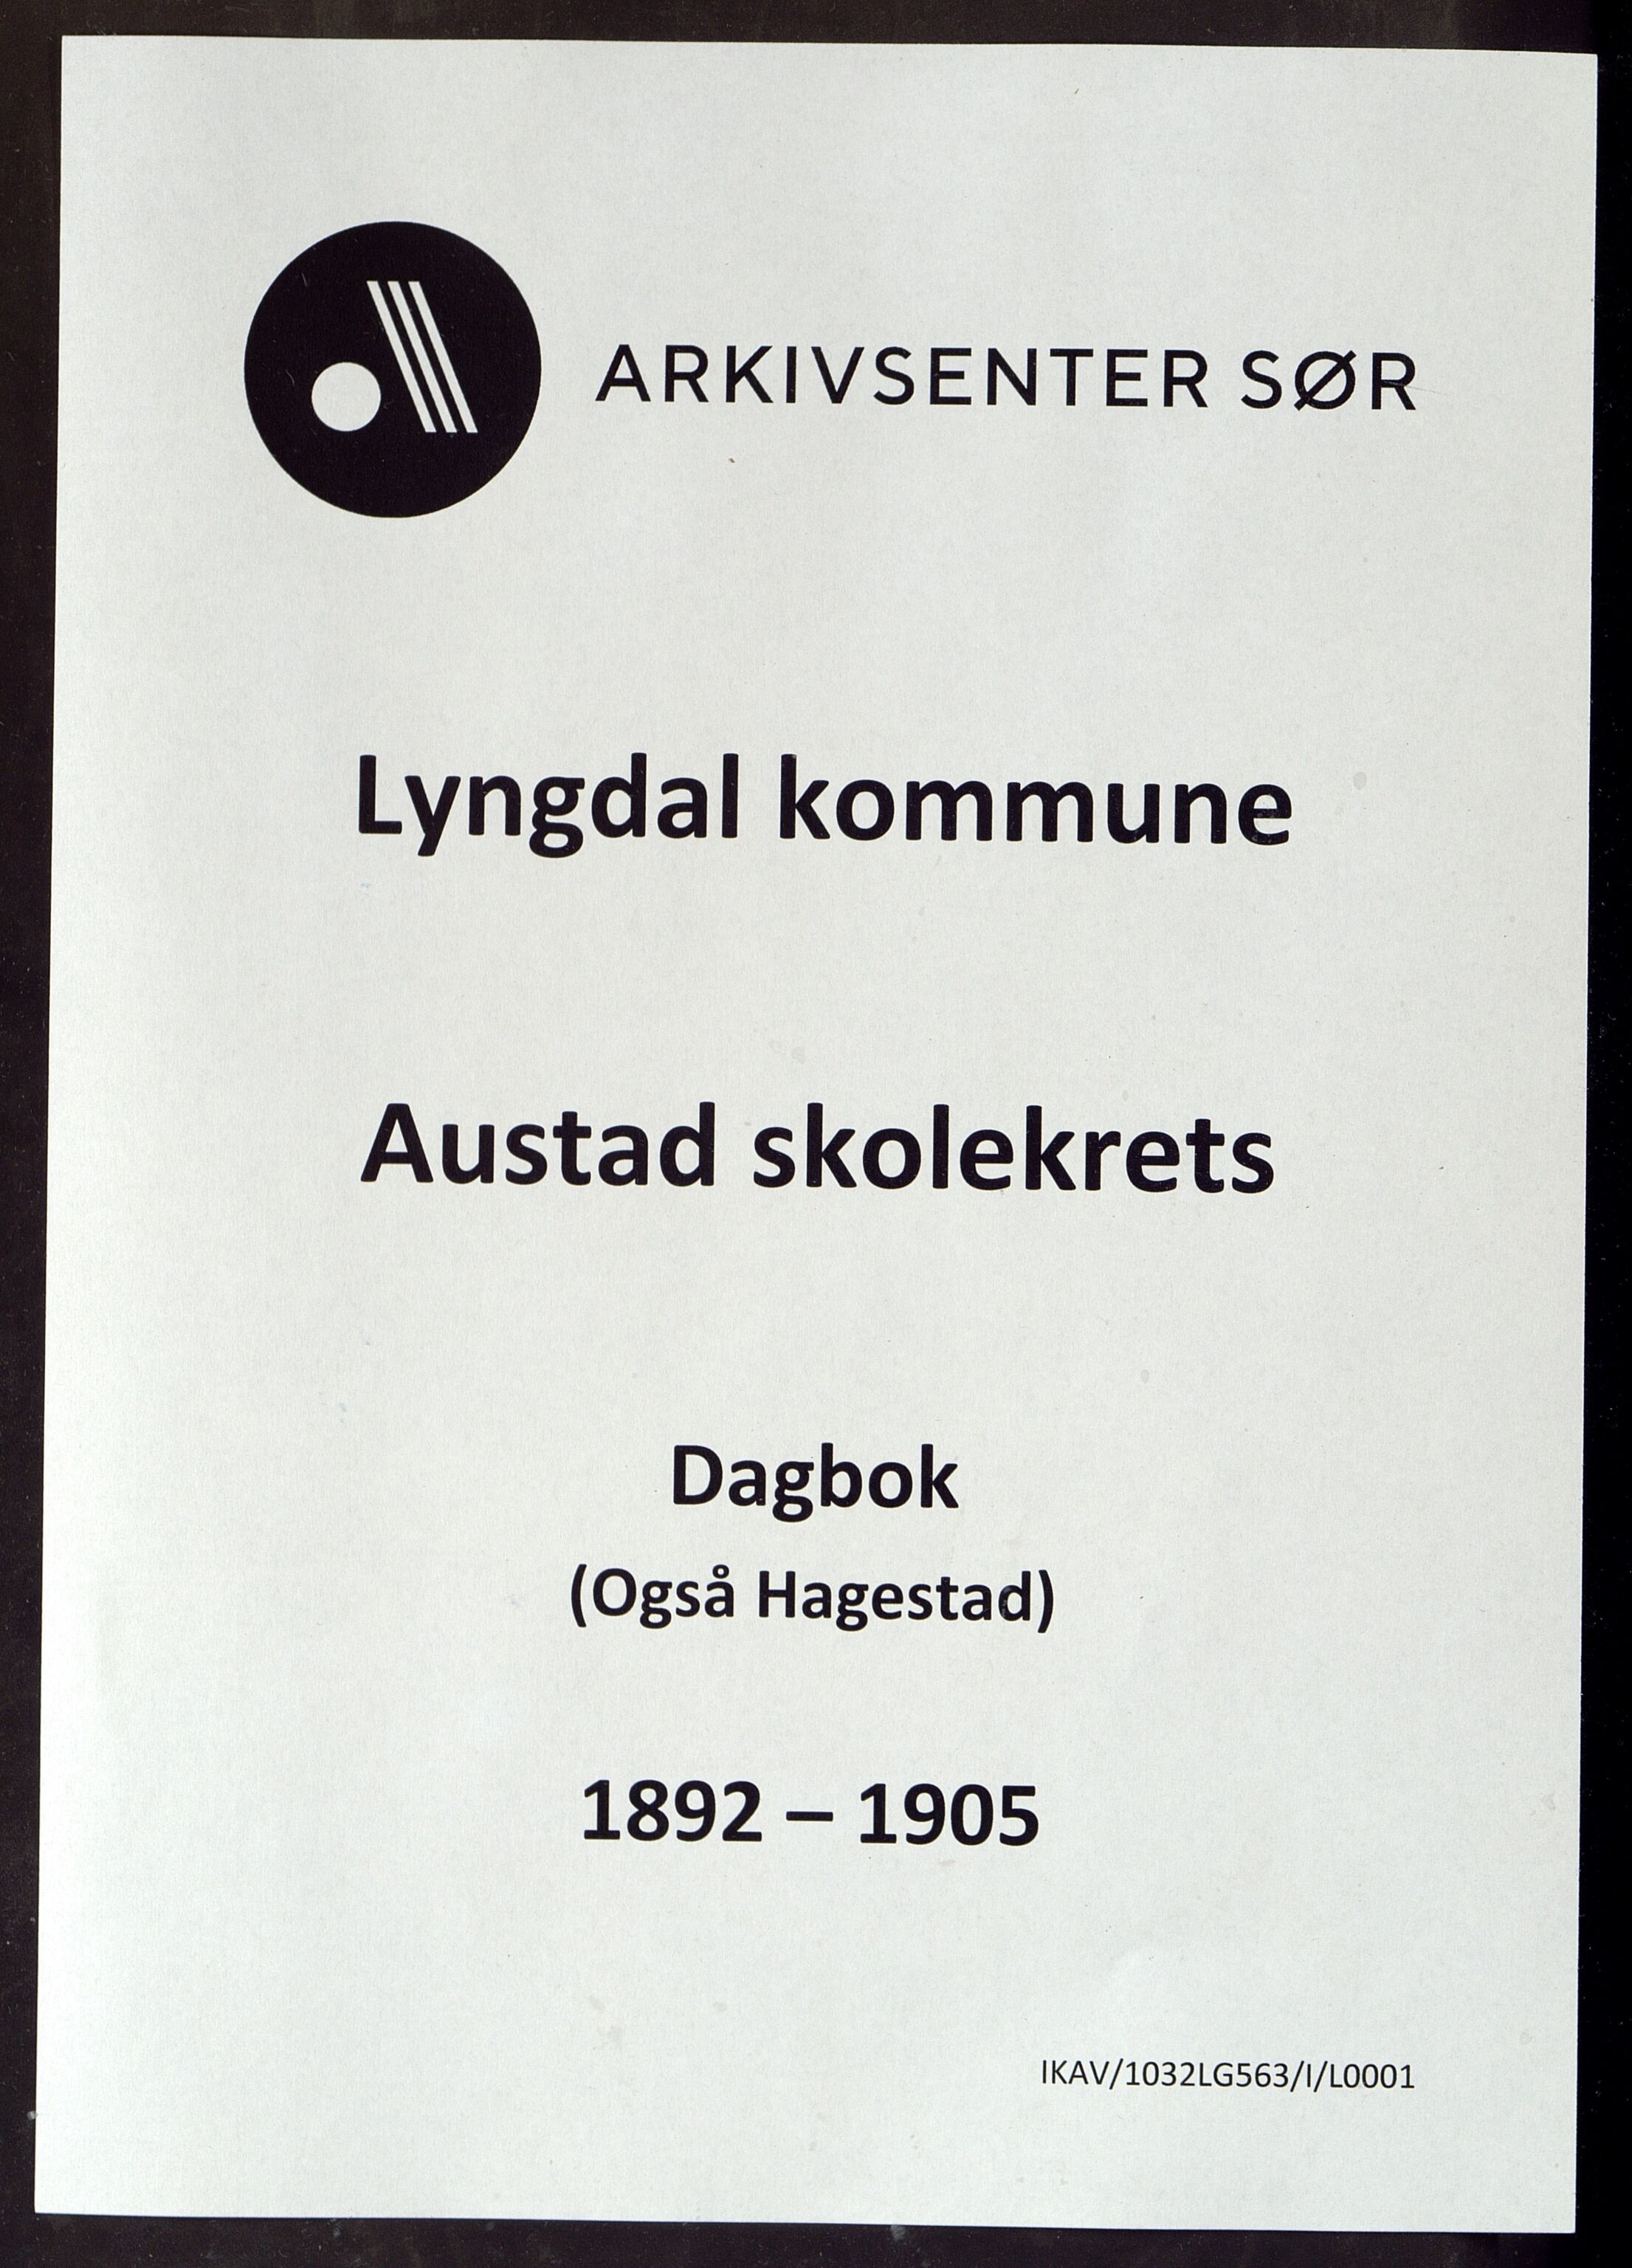 ARKIVSENTER SØR
Lyngdal kommune
Austad skolekrets
Dagbok
(Også Hagestad)
1892 – 1905
IKAV/1032LG563/I/L0001